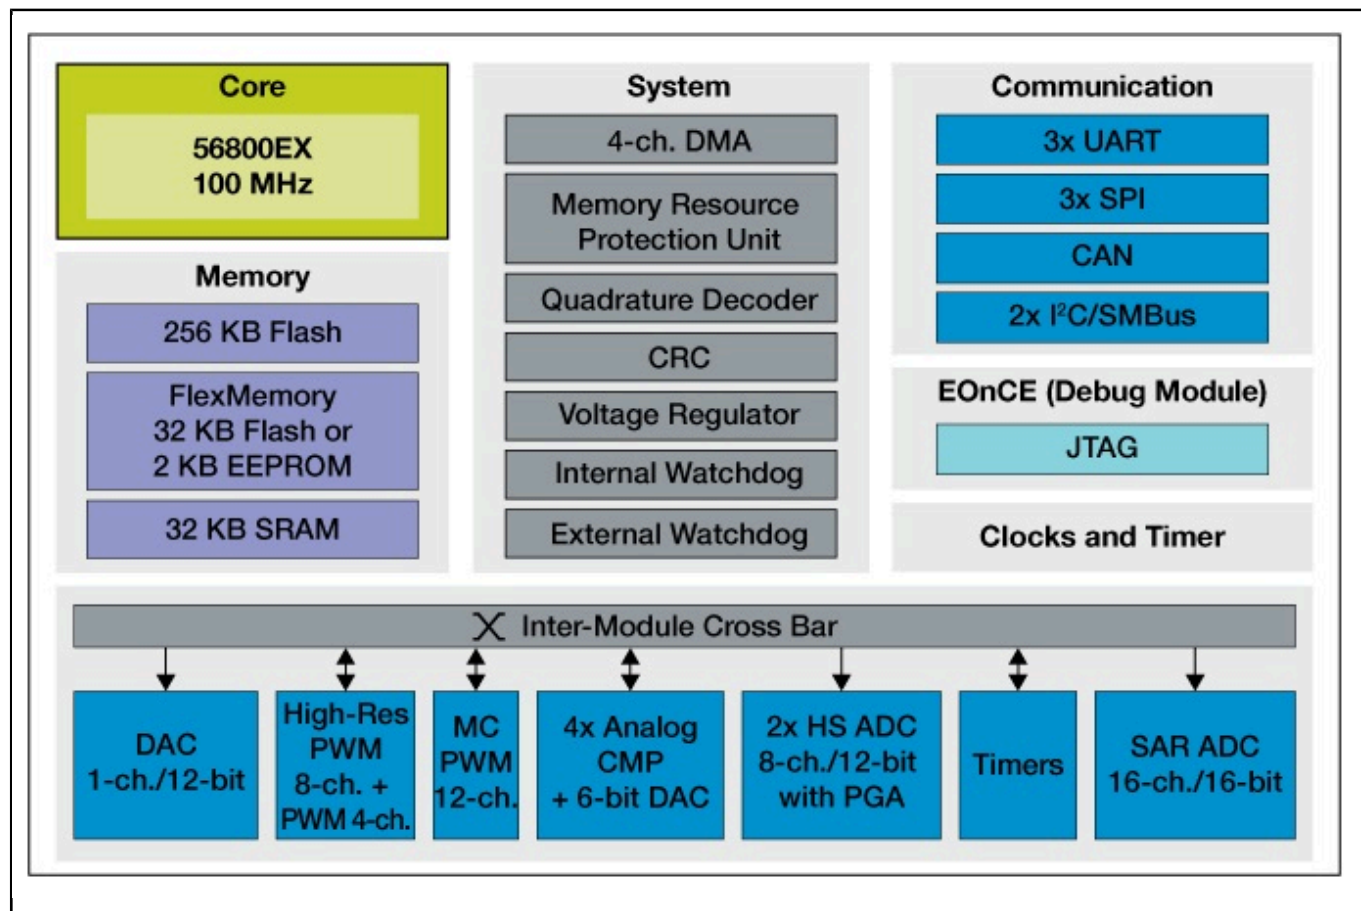 Core
56800EX
100 MHz
Memory
256 KB Flash
FlexMemory
32 KB Flash or
2 KB EEPROM
32 KB SRAM
System
4-ch. DMA
Memory Resource
Protection Unit
Quadrature Decoder
CRC
Voltage Regulator
Internal Watchdog
External Watchdog
Communication
3x UART
3x SPI
CAN
2x I²C/SMBus
EOnCE (Debug Module)
JTAG
Clocks and Timer
Inter-Module Cross Bar
DAC
1-ch./12-bit
High-Res
PWM
8-ch. +
PWM 4-ch.
MC
PWM
12-ch.
4x Analog
CMP
+ 6-bit DAC
2x HS ADC
8-ch./12-bit
with PGA
Timers
SAR ADC
16-ch./16-bit